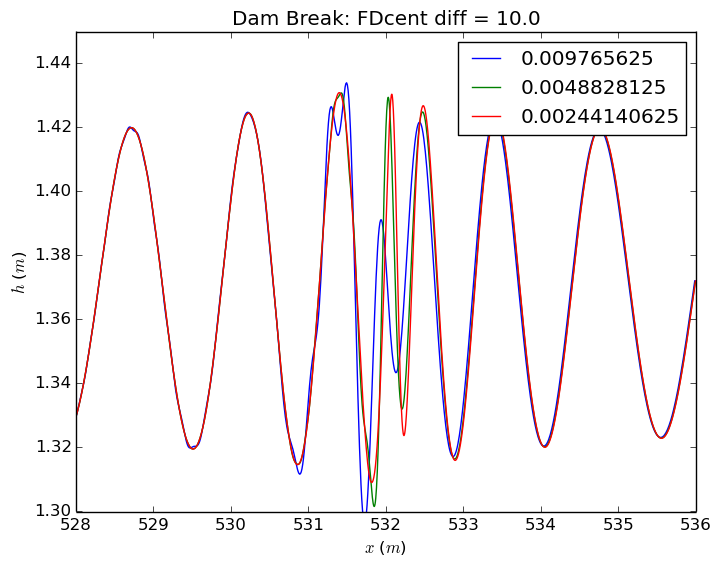 Dam Break: FDcent diff = 10.0
0.009765625
0.0048828125
0.00244140625
1.44
1.42
1.40
1.38
1.36
1.34
1.32
1.30
h (m)
528 529 530 531 532 533 534 535 536
x (m)